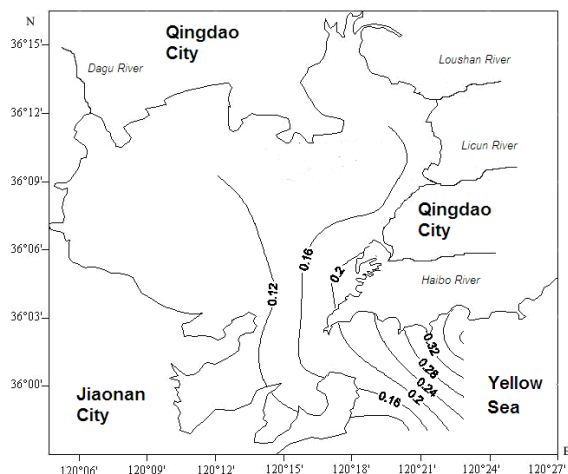 N
Qingdao
City
36°15'
Dagu River
Loushan River
36°12'
Licun River
36°09'
Qingdao
City
36°06'
0.16
0.2
Haibo River
0.12
36°03'
0.32
0.28
0.24
0.2
0.16
36°00'
Jiaonan
City
Yellow
Sea
E
120°06'
120°09'
120°12'
120°15'
120°18'
120°21'
120°24'
120°27'